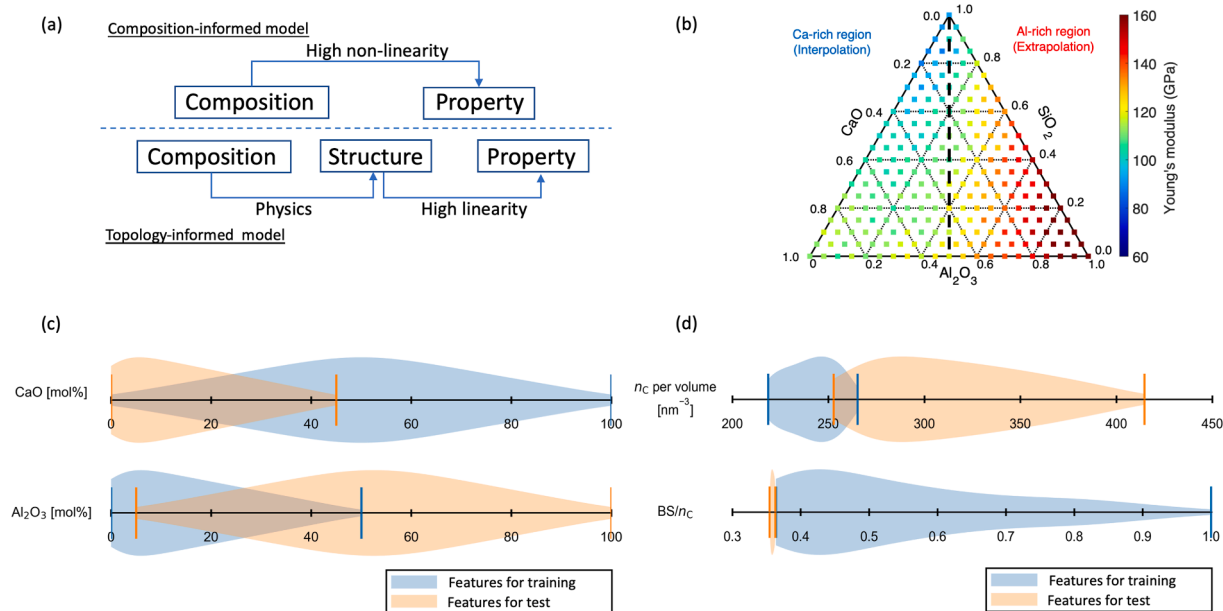 (a)
Composition-informed model
High non-linearity
Composition
Property
Composition
Structure
Property
Physics
High linearity
Topology-informed model
(b)
Ca-rich region
(Interpolation)
Al-rich region
(Extrapolation)
0.0
1.0
0.2
0.8
0.4
0.6
0.6
0.4
0.8
0.2
1.0
0.0
0
0.2
0.4
0.6
0.8
1.0
CaO
SiO2
Al2O3
160
140
120
100
80
60
Young's modulus (GPa)
(c)
CaO [mol%]
0
20
40
60
80
100
Al2O3 [mol%]
0
20
40
60
80
100
Features for training
Features for test
(d)
nC per volume
[nm−3]
200
250
300
350
400
450
BS/nC
0.3
0.4
0.5
0.6
0.7
0.8
0.9
1.0
Features for training
Features for test